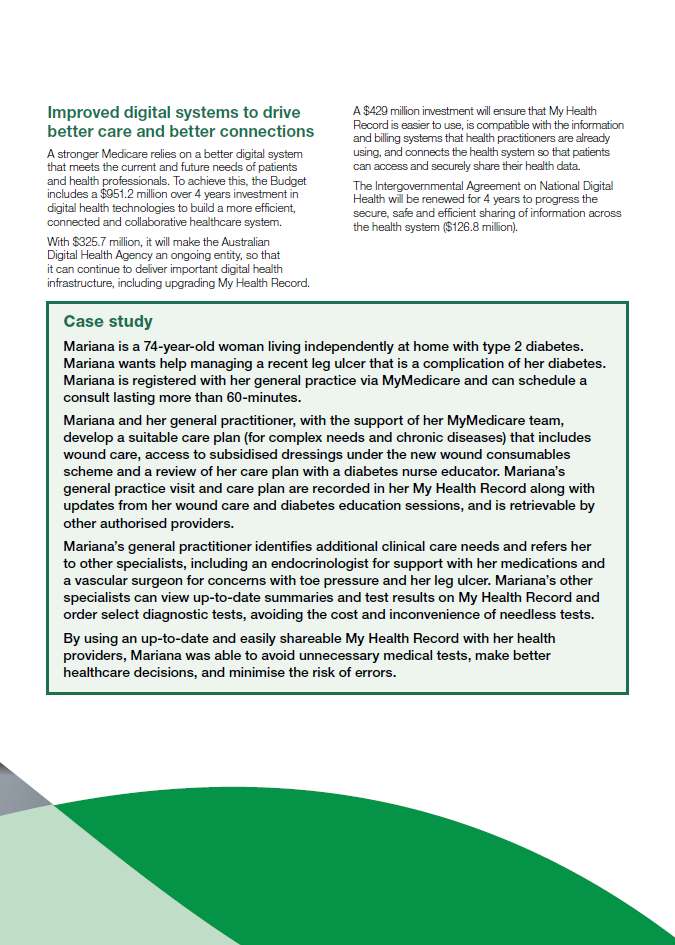 Improved digital systems to drive
better care and better connections
A stronger Medicare relies on a better digital system
that meets the current and future needs of patients
and health professionals. To achieve this, the Budget
includes a $951.2 million over 4 years investment in
digital health technologies to build a more efficient,
connected and collaborative healthcare system.
With $325.7 million, it will make the Australian
Digital Health Agency an ongoing entity, so that
it can continue to deliver important digital health
infrastructure, including upgrading My Health Record.
A $429 million investment will ensure that My Health
Record is easier to use, is compatible with the information
and billing systems that health practitioners are already
using, and connects the health system so that patients
can access and securely share their health data.
The Intergovernmental Agreement on National Digital
Health will be renewed for 4 years to progress the
secure, safe and efficient sharing of information across
the health system ($126.8 million).
Case study
Mariana is a 74-year-old woman living independently at home with type 2 diabetes.
Mariana wants help managing a recent leg ulcer that is a complication of her diabetes.
Mariana is registered with her general practice via MyMedicare and can schedule a
consult lasting more than 60-minutes.
Mariana and her general practitioner, with the support of her MyMedicare team,
develop a suitable care plan (for complex needs and chronic diseases) that includes
wound care, access to subsidised dressings under the new wound consumables
scheme and a review of her care plan with a diabetes nurse educator. Mariana's
general practice visit and care plan are recorded in her My Health Record along with
updates from her wound care and diabetes education sessions, and is retrievable by
other authorised providers.
Mariana's general practitioner identifies additional clinical care needs and refers her
to other specialists, including an endocrinologist for support with her medications and
a vascular surgeon for concerns with toe pressure and her leg ulcer. Mariana's other
specialists can view up-to-date summaries and test results on My Health Record and
order select diagnostic tests, avoiding the cost and inconvenience of needless tests.
By using an up-to-date and easily shareable My Health Record with her health
providers, Mariana was able to avoid unnecessary medical tests, make better
healthcare decisions, and minimise the risk of errors.